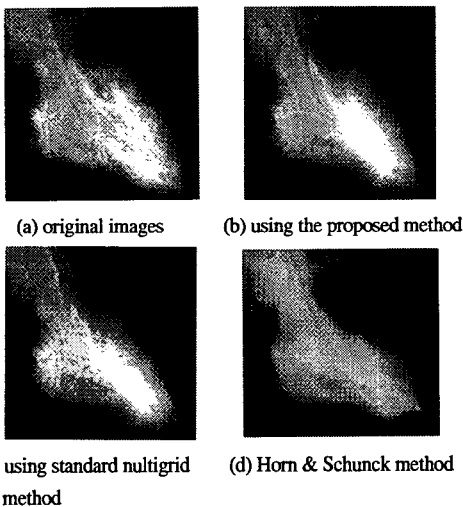 (a) original images
(b) using the proposed method
using standard nultigrid
method
(d) Horn & Schunck method